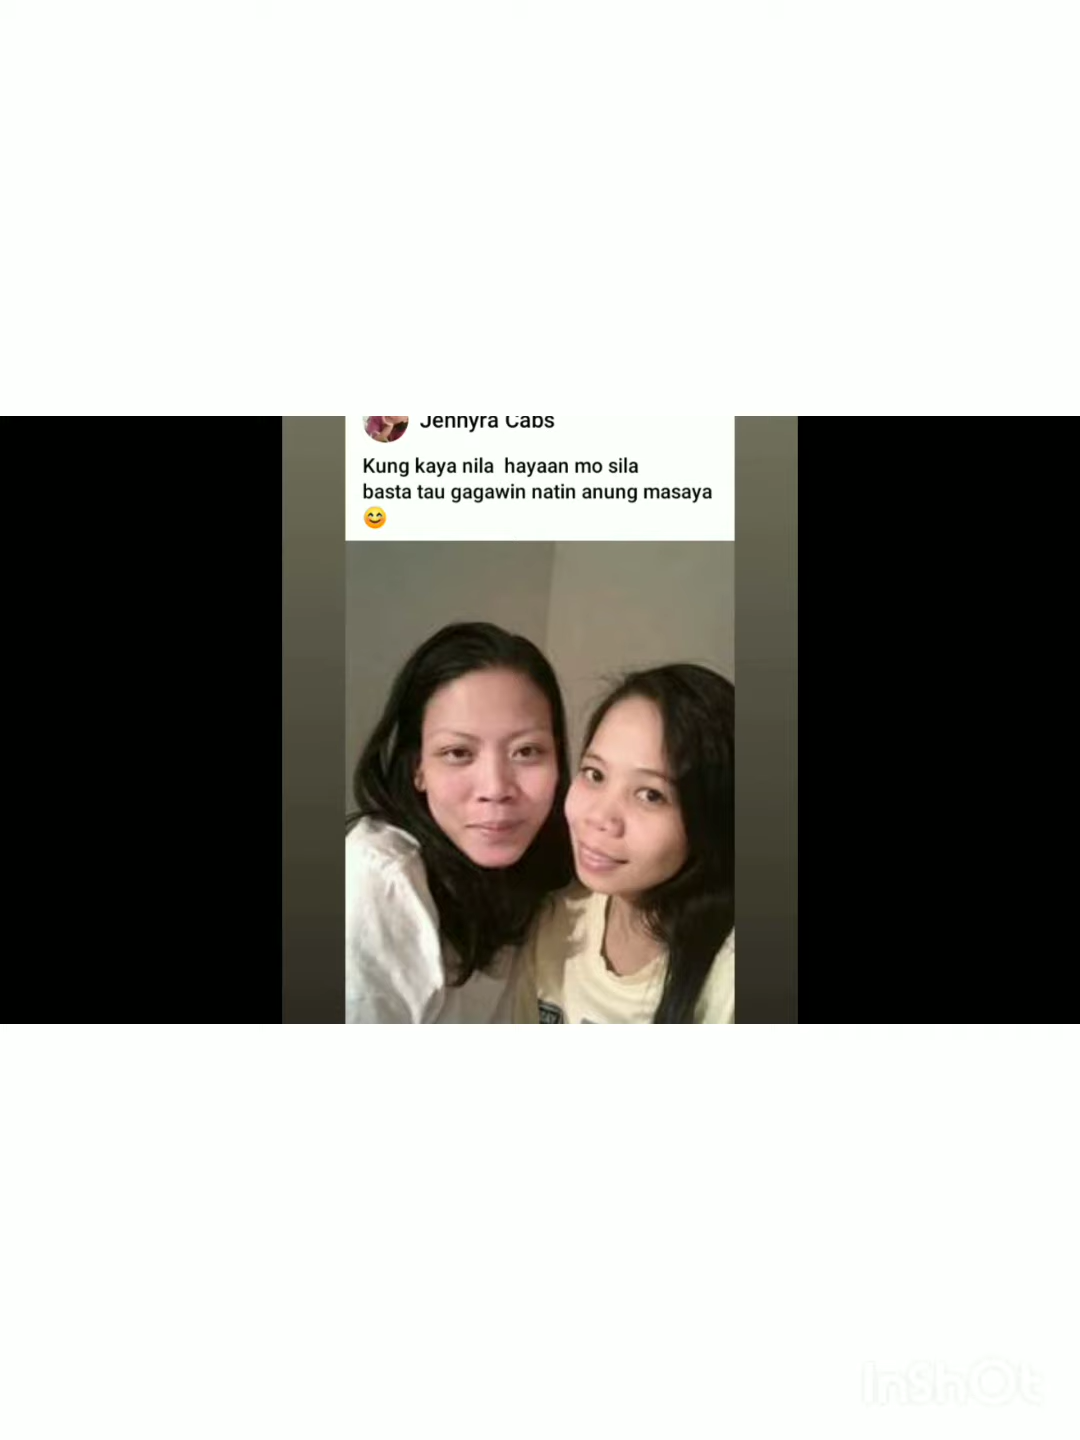 Jennyra Cabs
Kung kaya nila hayaan mo sila
basta tau gagawin natin anung masaya
😊
InShOt